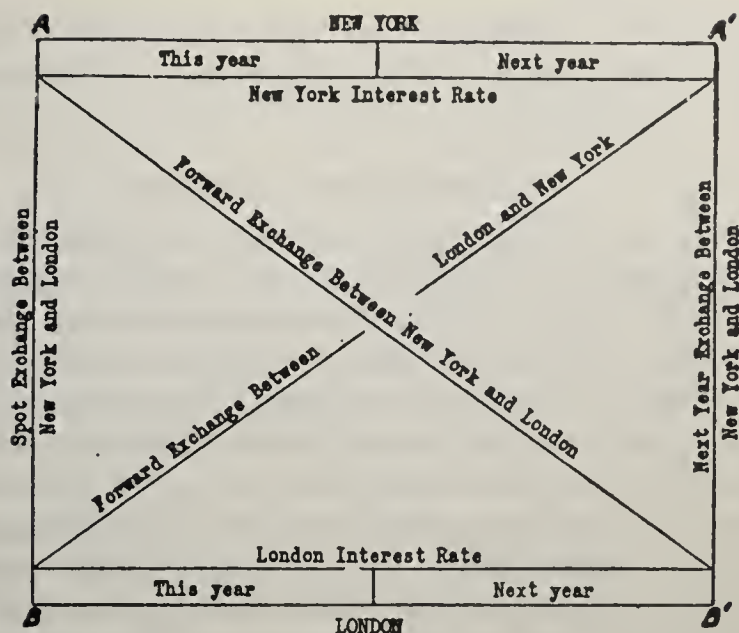 A NEW YORK A'
This year Next year
New York Interest Rate
Forward Exchange Between New York and London
London and New York
Forward Exchange Between
Spot Exchange Between
New York and London
Next Year Exchange Between
New York and London
London Interest Rate
This year Next year
B LONDON B'